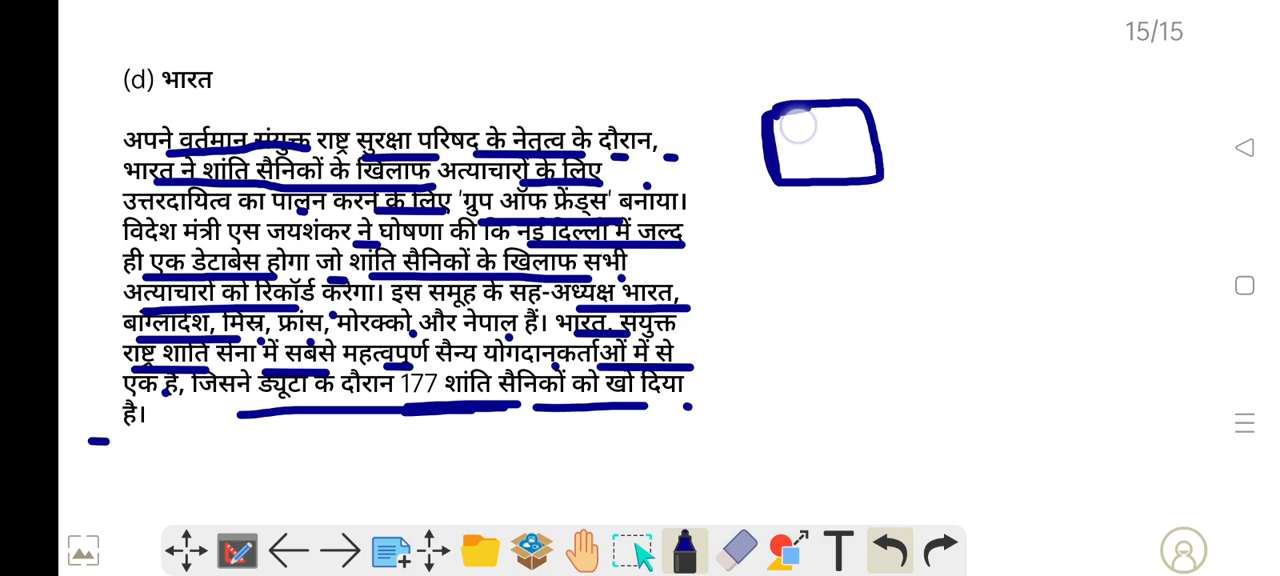 15/15
(d) भारत
अपने वर्तमान संयुक्त राष्ट्र सुरक्षा परिषद के नेतृत्व के दौरान,
भारत ने शांति सैनिकों के खिलाफ अत्याचारों के लिए
उत्तरदायित्व का पालन करने के लिए 'ग्रुप ऑफ फ्रेंड्स' बनाया।
विदेश मंत्री एस जयशंकर ने घोषणा की कि नई दिल्ली में जल्द
ही एक डेटाबेस होगा जो शांति सैनिकों के खिलाफ सभी
अत्याचारों को रिकॉर्ड करेगा। इस समूह के सह-अध्यक्ष भारत,
बांग्लादेश, मिस्र, फ्रांस, मोरक्को और नेपाल हैं। भारत, संयुक्त
राष्ट्र शांति सेना में सबसे महत्वपूर्ण सैन्य योगदानकर्ताओं में से
एक है, जिसने ड्यूटी के दौरान 177 शांति सैनिकों को खो दिया
है।
T